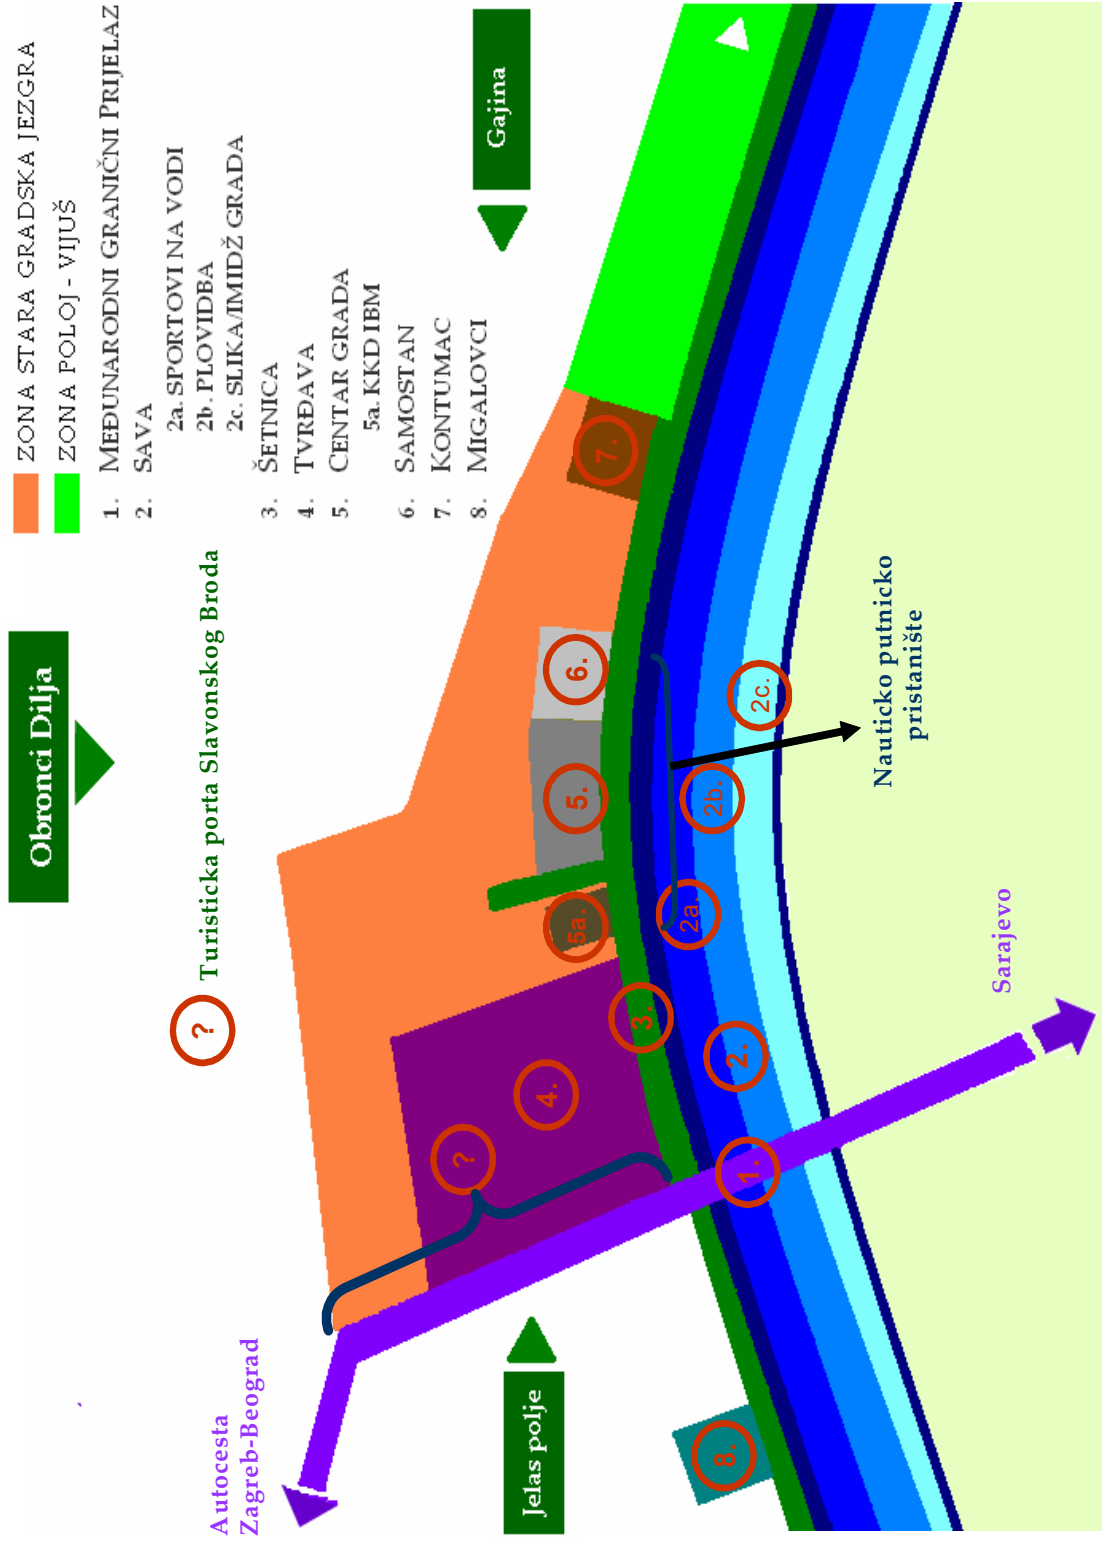 Obronci Dilja
ZONA STARA GRADSKA JEZGRA
ZONA POLOJ - VIJUŠ
1. MEĐUNARODNI GRANIČNI PRIJELAZ
2. SAVA
2a. SPORTOVI NA VODI
2b. PLOVIDBA
2c. SLIKA/IMIDŽ GRADA
3. ŠETNICA
4. TVRĐAVA
5. CENTAR GRADA
5a. KKD IBM
6. SAMOSTAN
7. KONTUMAC
8. MIGALOVCI
? Turisticka porta Slavonskog Broda
Autocesta
Zagreb-Beograd
Jelas polje
Gajina
?
4.
5a.
5.
6.
7.
3.
8.
1.
2.
2a.
2b.
2c.
Nauticko putnicko
pristanište
Sarajevo